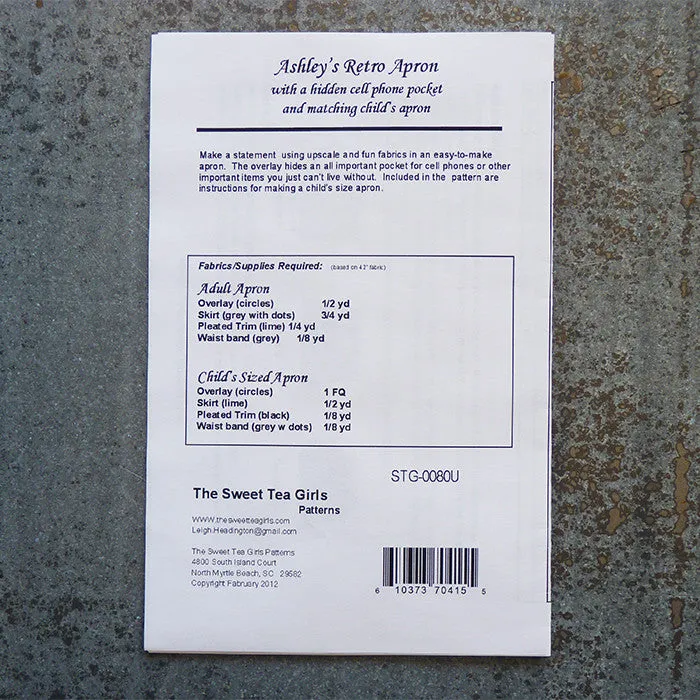 Ashley's Retro Apron
with a hidden cell phone pocket
and matching child's apron
Make a statement using upscale and fun fabrics in an easy-to-make
apron. The overlay hides an all important pocket for cell phones or other
important items you just can't live without. Included in the pattern are
instructions for making a child's size apron.
Fabrics/Supplies Required: (based on 42" fabric)
Adult Apron
Overlay (circles) 1/2 yd
Skirt (grey with dots) 3/4 yd
Pleated Trim (lime) 1/4 yd
Waist band (grey) 1/8 yd
Child's Sized Apron
Overlay (circles) 1 FQ
Skirt (lime) 1/2 yd
Pleated Trim (black) 1/8 yd
Waist band (grey w dots) 1/8 yd
STG-0080U
The Sweet Tea Girls
Patterns
WWW.thesweetteagirls.com
Leigh.Headington@gmail.com
The Sweet Tea Girls Patterns
4800 South Island Court
North Myrtle Beach, SC 29582
Copyright Fabruary 2012
6 10373 70415 5